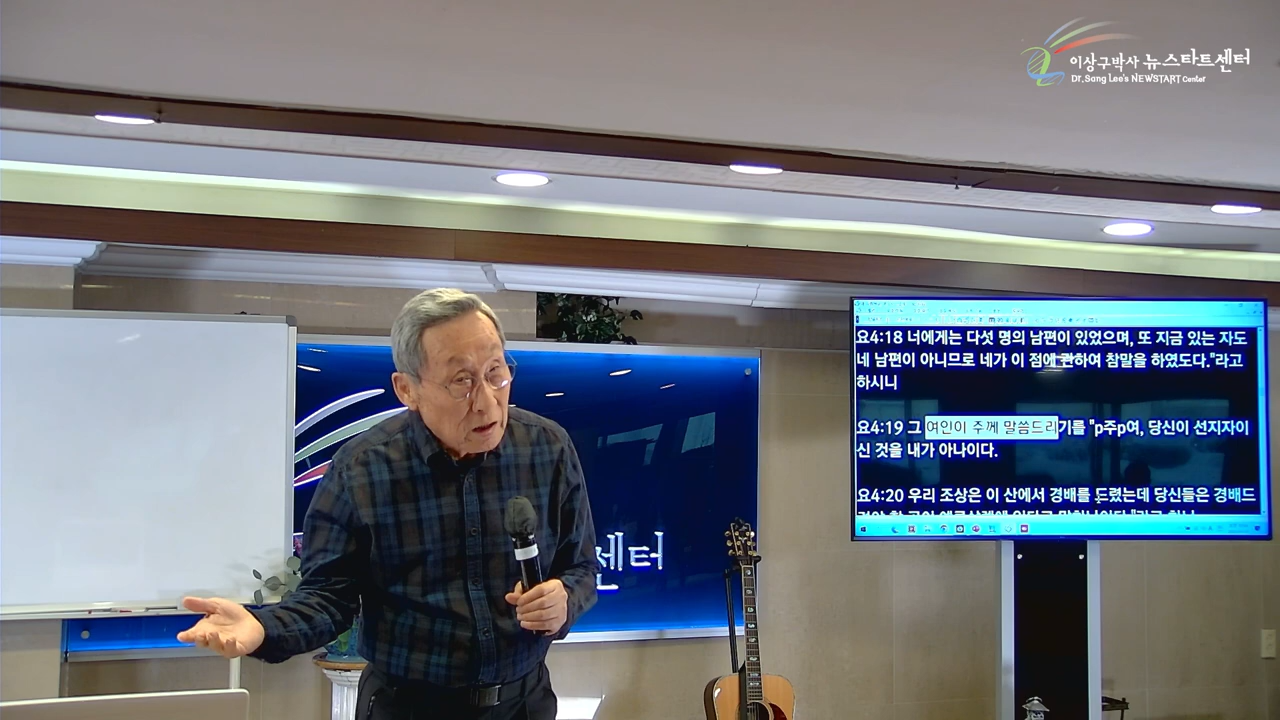 이상구박사 뉴스타트센터
Dr. Sang Lee's NEWSTART Center
요4:18 너에게는 다섯 명의 남편이 있었으며, 또 지금 있는 자도
네 남편이 아니므로 네가 이 점에 관하여 참말을 하였도다."라고
하시니
요4:19 그 여인이 주께 말씀드리기를 "p주p여, 당신이 선지자이
신 것을 내가 아나이다.
요4:20 우리 조상은 이 산에서 경배를 드렸는데 당신들은 경배드
센터